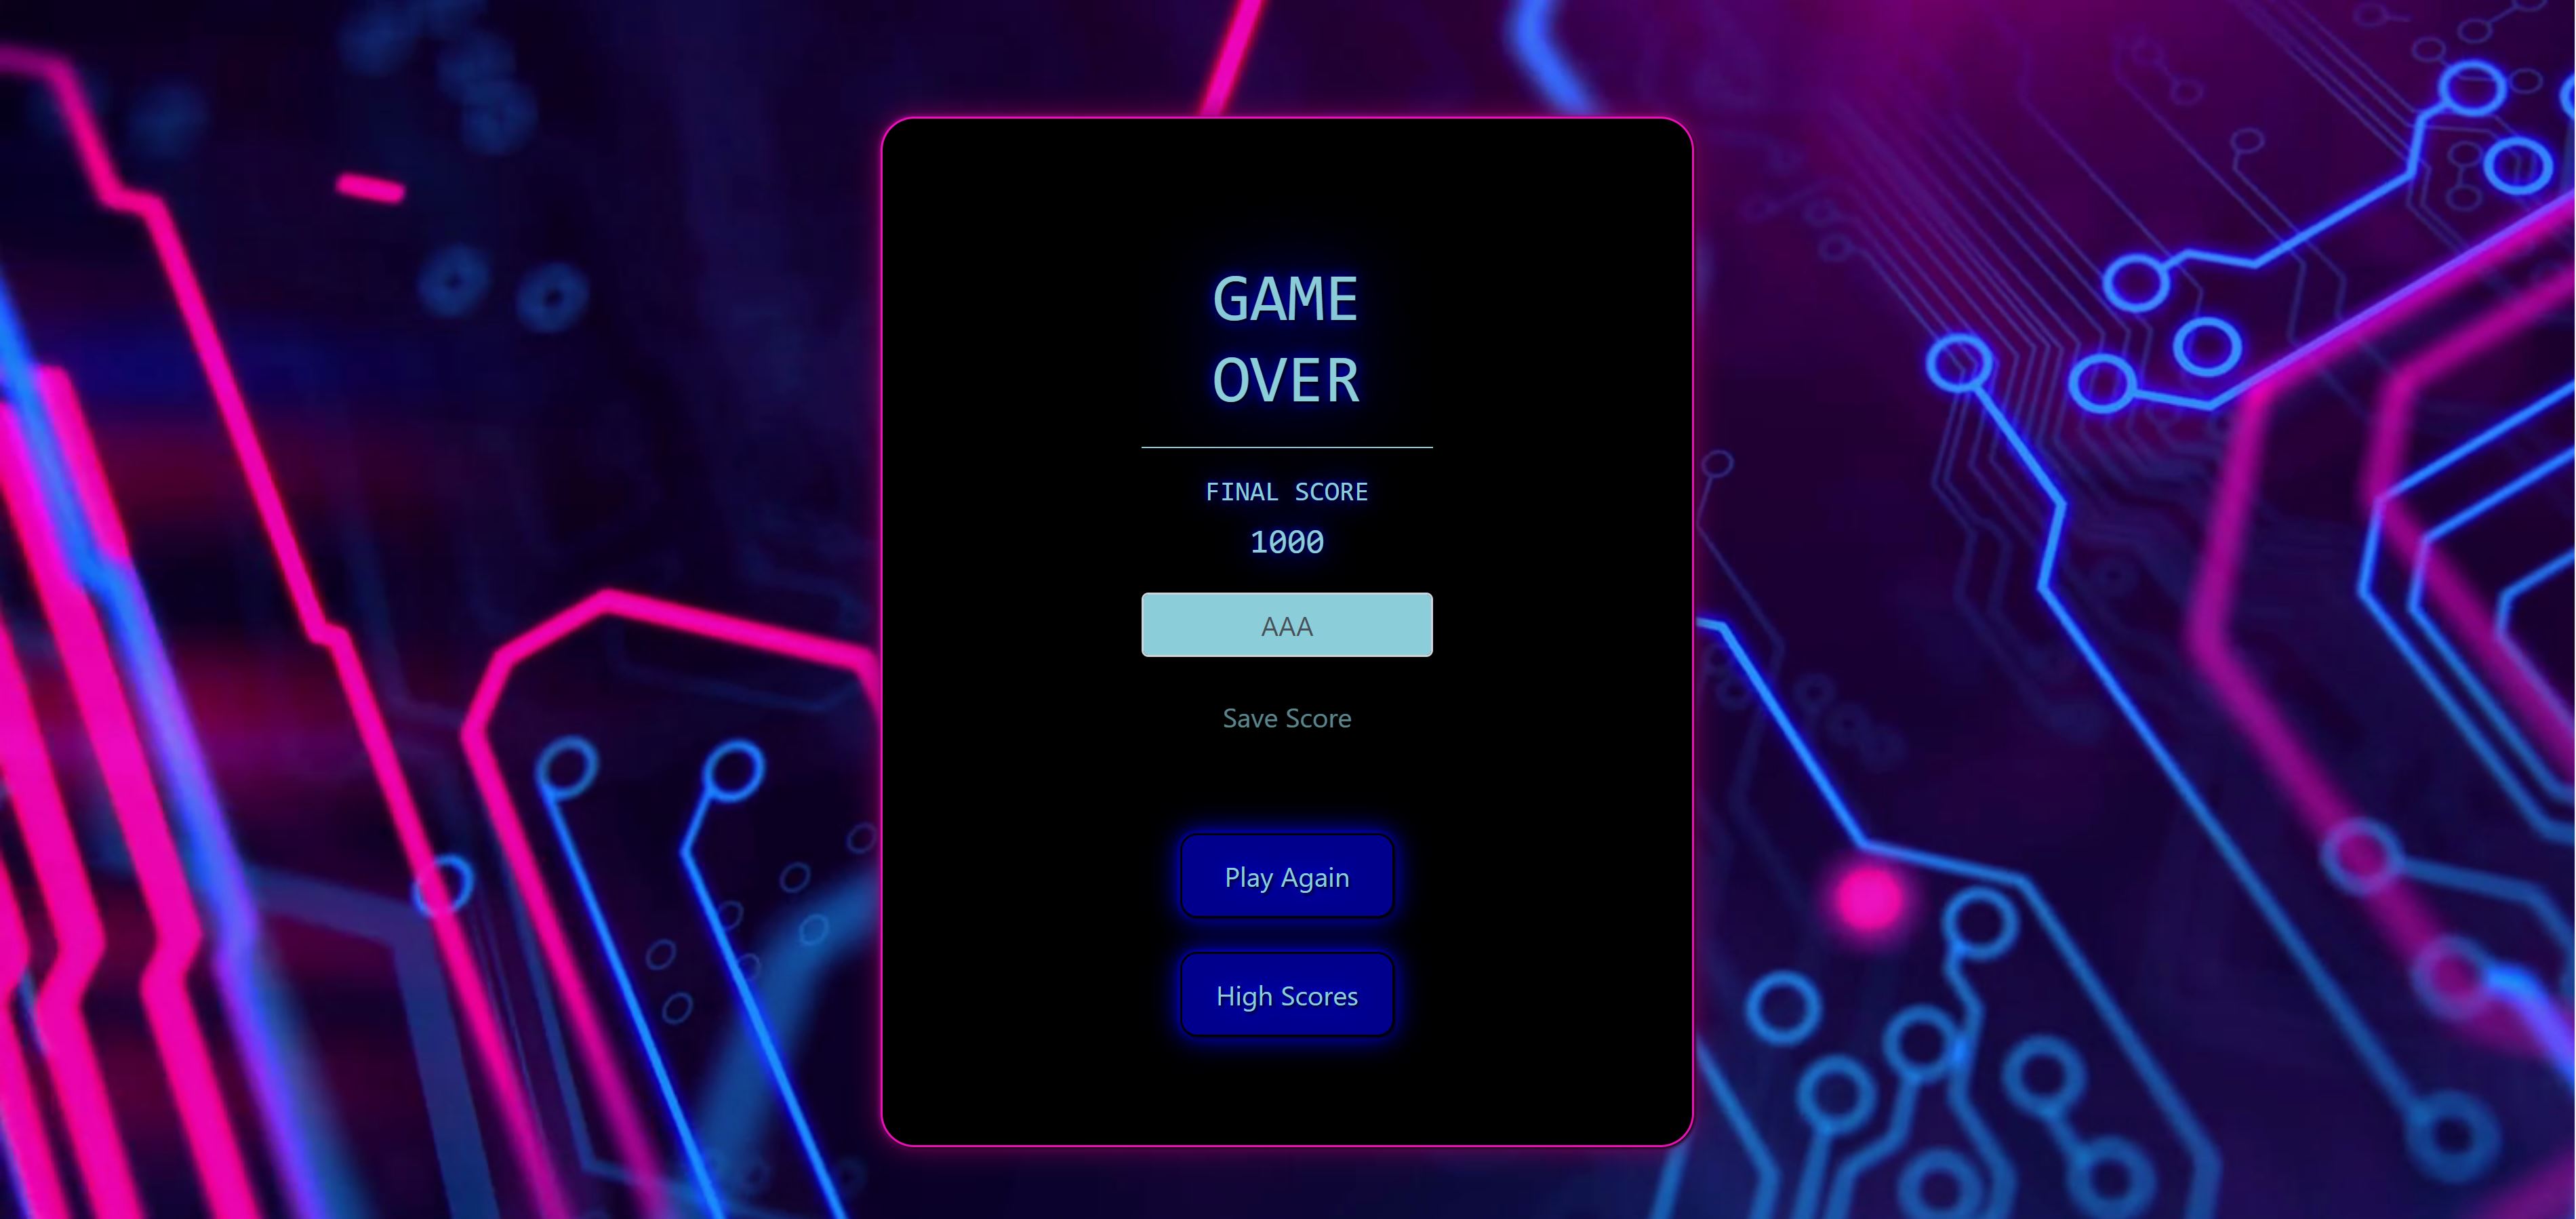 GAME
OVER
FINAL SCORE
1000
AAA
Save Score
Play Again
High Scores